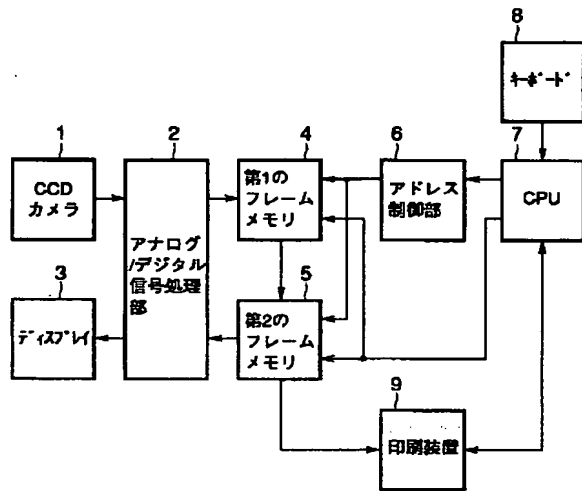 8
キーボード
1
2
4
6
7
CCD
カメラ
アナログ
/デジタル
信号処理
部
第1の
フレーム
メモリ
アドレス
制御部
CPU
3
ディスプレイ
5
第2の
フレーム
メモリ
9
印刷装置